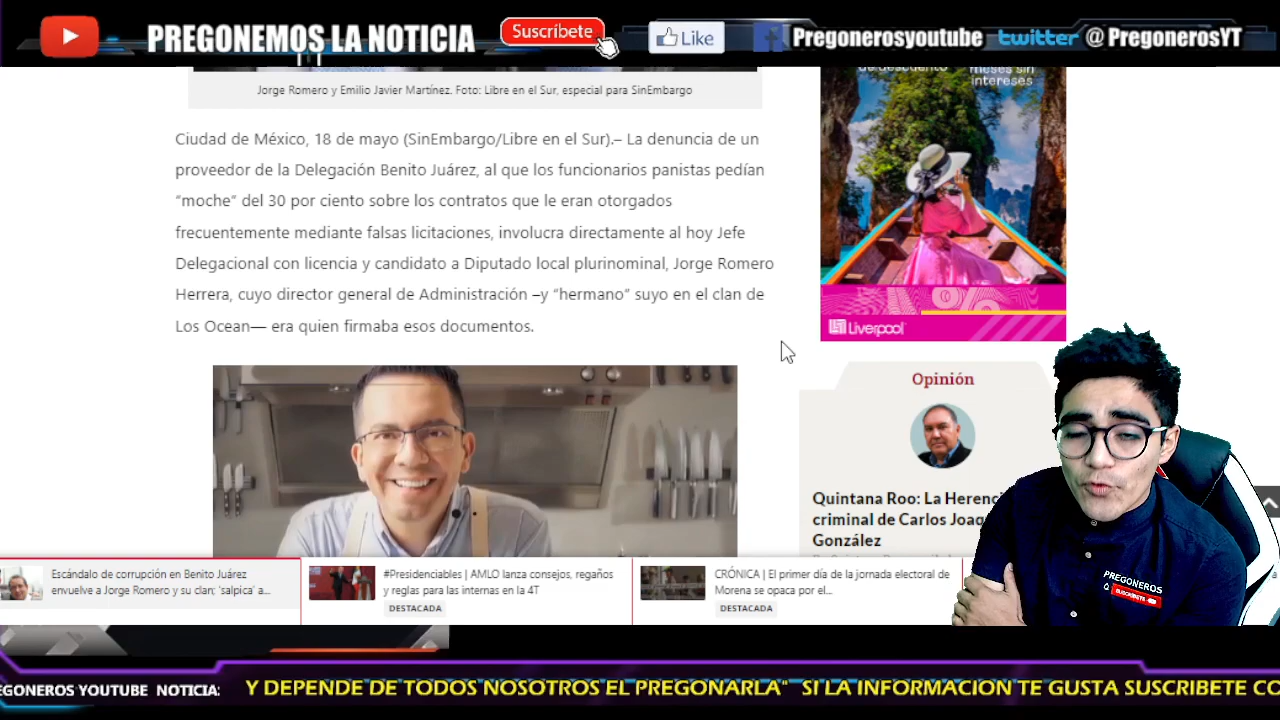 PREGONEMOS LA NOTICIA
Suscríbete
Like
Pregonerosyoutube
twitter @ PregonerosYT
de descuento
meses sin
intereses
Jorge Romero y Emilio Javier Martínez. Foto: Libre en el Sur, especial para SinEmbargo
Ciudad de México, 18 de mayo (SinEmbargo/Libre en el Sur).– La denuncia de un
proveedor de la Delegación Benito Juárez, al que los funcionarios panistas pedían
“moche” del 30 por ciento sobre los contratos que le eran otorgados
frecuentemente mediante falsas licitaciones, involucra directamente al hoy Jefe
Delegacional con licencia y candidato a Diputado local plurinominal, Jorge Romero
Herrera, cuyo director general de Administración –y “hermano” suyo en el clan de
Los Ocean— era quien firmaba esos documentos.
%
Liverpool
Opinión
Quintana Roo: La Herenci
criminal de Carlos Joaq
González
Escándalo de corrupción en Benito Juárez
envuelve a Jorge Romero y su clan; ‘salpica’ a...
#Presidenciables | AMLO lanza consejos, regaños
y reglas para las internas en la 4T
DESTACADA
CRÓNICA | El primer día de la jornada electoral de
Morena se opaca por el...
DESTACADA
PREGONEROS
SUSCRIBETE
EGONEROS YOUTUBE NOTICIA:
Y DEPENDE DE TODOS NOSOTROS EL PREGONARLA" SI LA INFORMACION TE GUSTA SUSCRIBETE CO